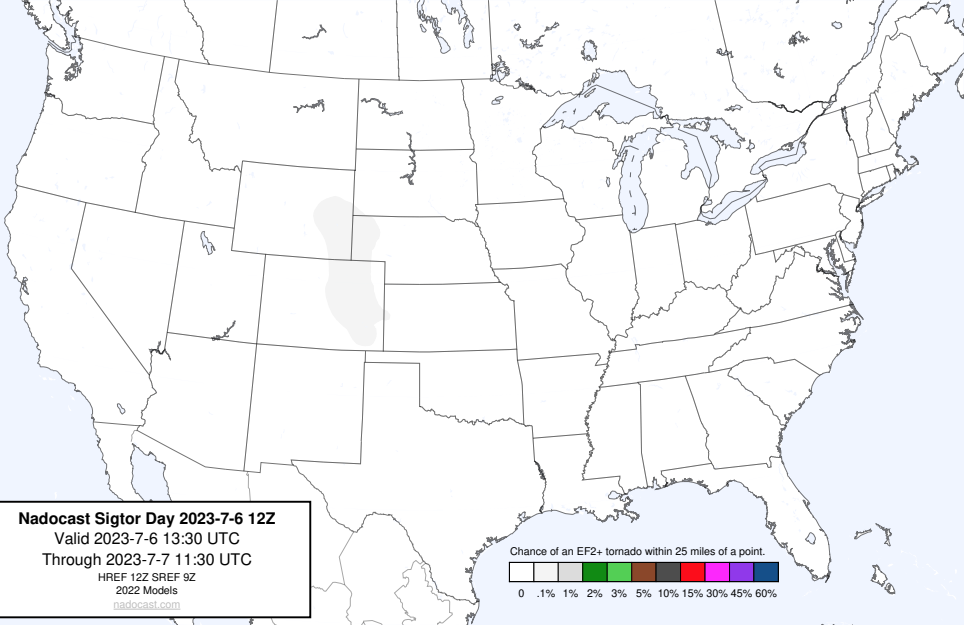 Nadocast Sigtor Day 2023-7-6 12Z
Valid 2023-7-6 13:30 UTC
Through 2023-7-7 11:30 UTC
HREF 12Z SREF 9Z
2022 Models
nadocast.com
Chance of an EF2+ tornado within 25 miles of a point.
0 .1% 1% 2% 3% 5% 10% 15% 30% 45% 60%